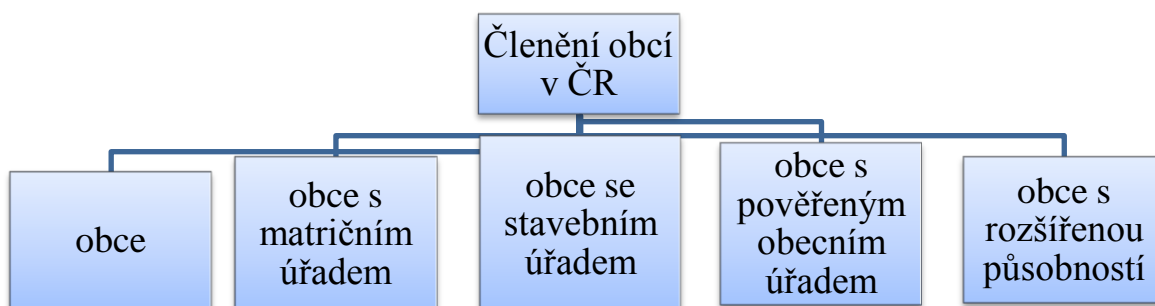 Členění obcí
v ČR
obce
obce s
matričním
úřadem
obce se
stavebním
úřadem
obce s
pověřeným
obecním
úřadem
obce s
rozšířenou
působností